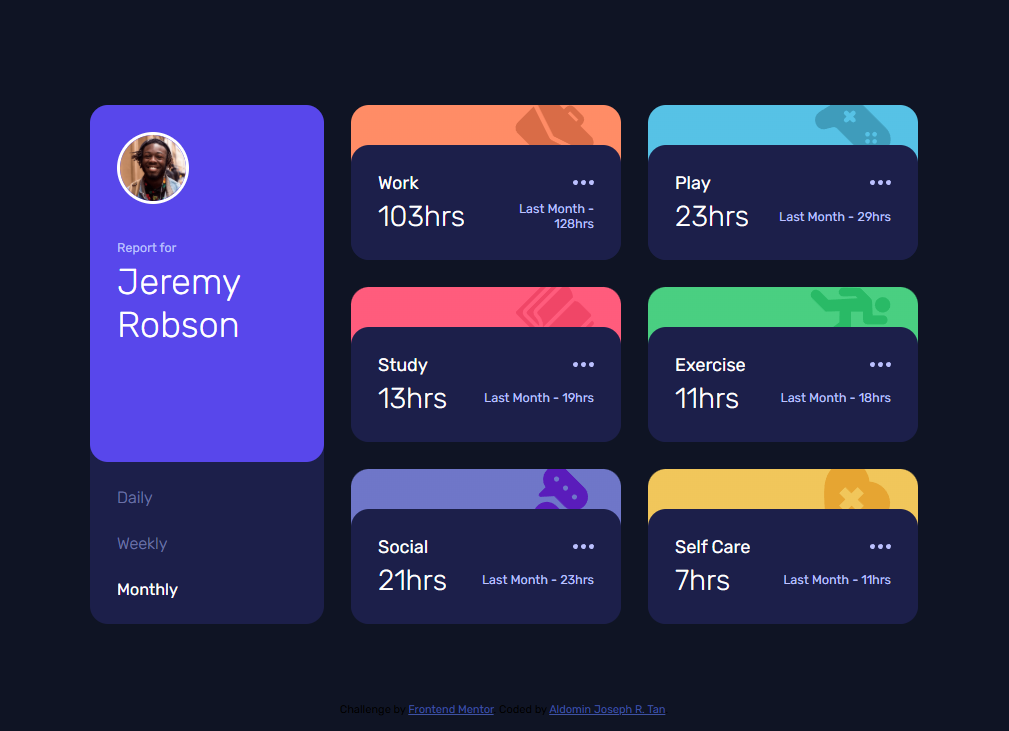 Report for
Jeremy
Robson
Daily
Weekly
Monthly
Work
103hrs
Last Month -
128hrs
Play
23hrs
Last Month - 29hrs
Study
13hrs
Last Month - 19hrs
Exercise
11hrs
Last Month - 18hrs
Social
21hrs
Last Month - 23hrs
Self Care
7hrs
Last Month - 11hrs
Challenge by Frontend Mentor. Coded by Aldomin Joseph R. Tan